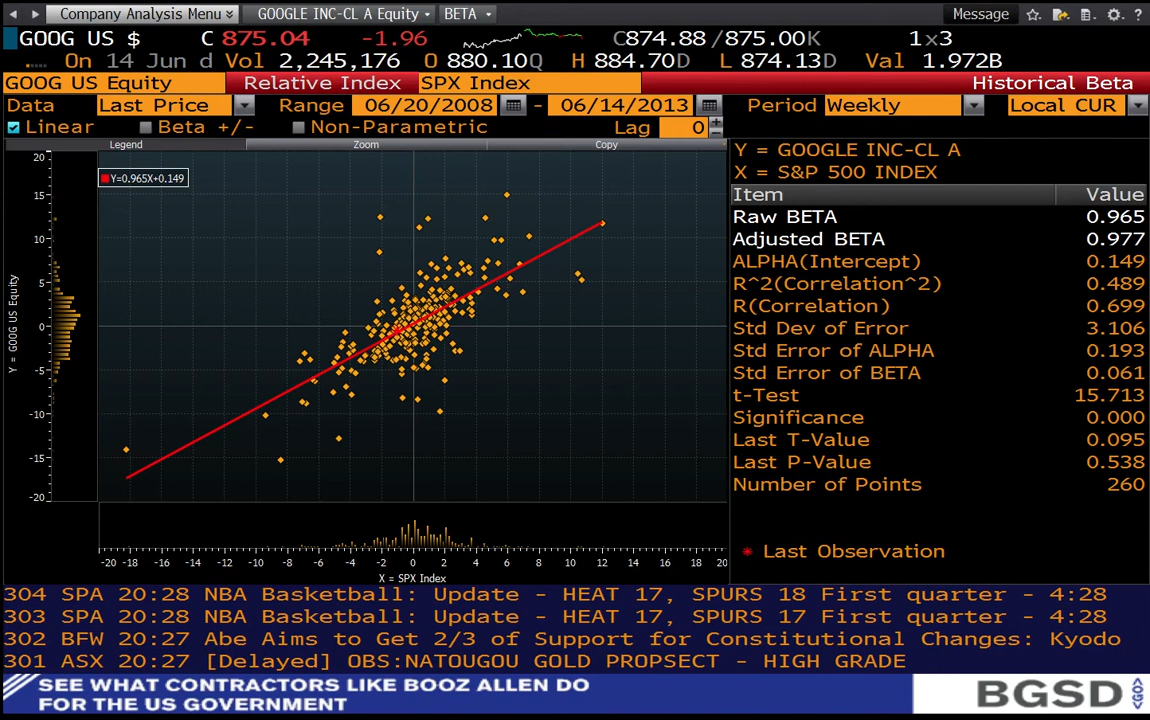 Company Analysis Menu GOOGLE INC-CL A Equity BETA Message ?
GOOG US $ C 875.04 -1.96 C874.88 /875.00K 1×3
On 14 Jun d Vol 2,245,176 O 880.10Q H 884.70D L 874.13D Val 1.972B
GOOG US Equity Relative Index SPX Index Historical Beta
Data Last Price Range 06/20/2008 - 06/14/2013 Period Weekly Local CUR
Linear Beta +/- Non-Parametric Lag 0
Legend Zoom Copy
Y=0.965X+0.149
20
15
10
5
0
-5
-10
-15
-20
Y = GOOG US Equity
-20 -18 -16 -14 -12 -10 -8 -6 -4 -2 0 2 4 6 8 10 12 14 16 18 20
X = SPX Index
Y = GOOGLE INC-CL A
X = S&P 500 INDEX
Item Value
Raw BETA 0.965
Adjusted BETA 0.977
ALPHA(Intercept) 0.149
R^2(Correlation^2) 0.489
R(Correlation) 0.699
Std Dev of Error 3.106
Std Error of ALPHA 0.193
Std Error of BETA 0.061
t-Test 15.713
Significance 0.000
Last T-Value 0.095
Last P-Value 0.538
Number of Points 260
* Last Observation
304 SPA 20:28 NBA Basketball: Update - HEAT 17, SPURS 18 First quarter - 4:28
303 SPA 20:28 NBA Basketball: Update - HEAT 17, SPURS 17 First quarter - 4:28
302 BFW 20:27 Abe Aims to Get 2/3 of Support for Constitutional Changes: Kyodo
301 ASX 20:27 [Delayed] OBS:NATOUGOU GOLD PROPSECT - HIGH GRADE
SEE WHAT CONTRACTORS LIKE BOOZ ALLEN DO
FOR THE US GOVERNMENT
BGSD
GO